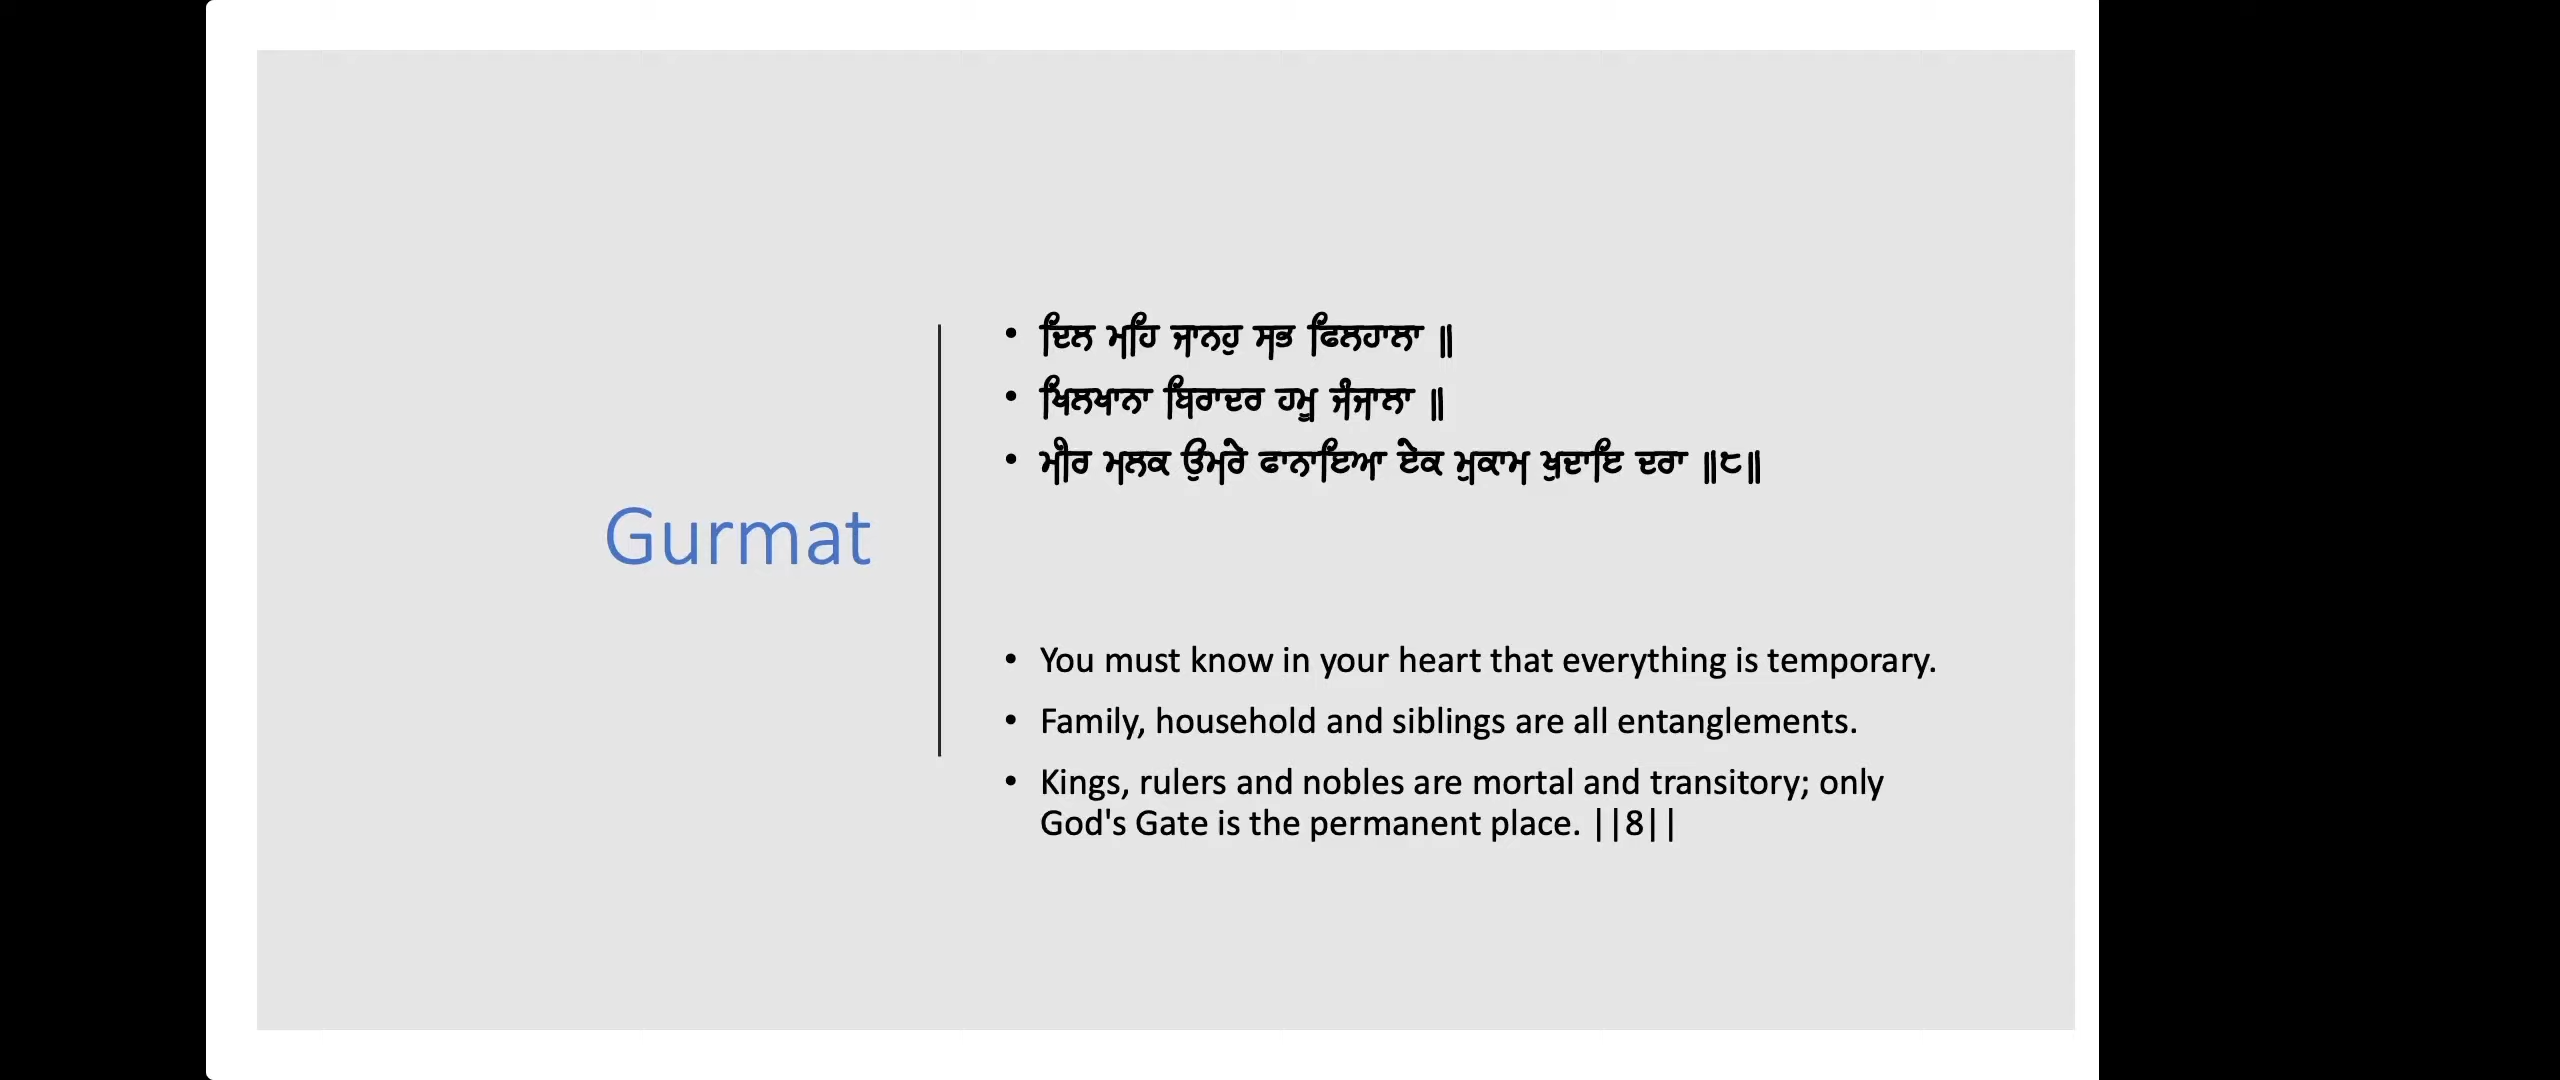 Gurmat
• ਦਿਲ ਮਹਿ ਜਾਨਹੁ ਸਭ ਫਿਲਹਾਲਾ ॥
• ਖਿਲਖਾਨਾ ਬਿਰਾਦਰ ਹਮੂ ਜੰਜਾਲਾ ॥
• ਮੀਰ ਮਲਕ ਉਮਰੇ ਫਾਨਾਇਆ ਏਕ ਮੁਕਾਮ ਖੁਦਾਇ ਦਰਾ ॥੮॥
• You must know in your heart that everything is temporary.
• Family, household and siblings are all entanglements.
• Kings, rulers and nobles are mortal and transitory; only
God's Gate is the permanent place. ||8||